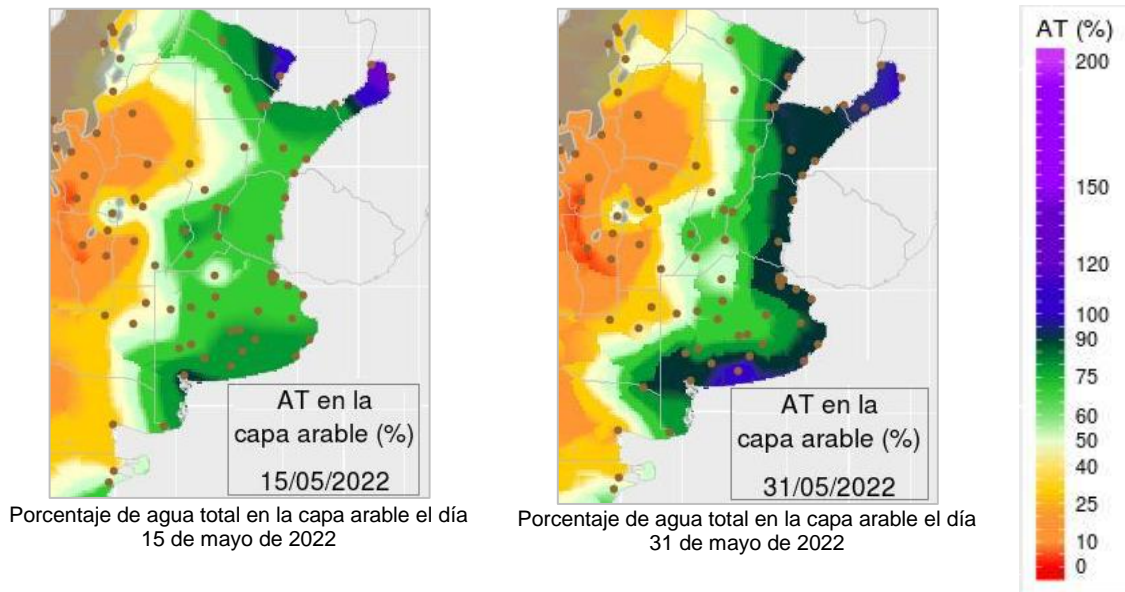 AT en la
capa arable (%)
15/05/2022
Porcentaje de agua total en la capa arable el día
15 de mayo de 2022
AT en la
capa arable (%)
31/05/2022
Porcentaje de agua total en la capa arable el día
31 de mayo de 2022
AT (%)
200
150
120
100
90
75
60
50
40
25
10
0